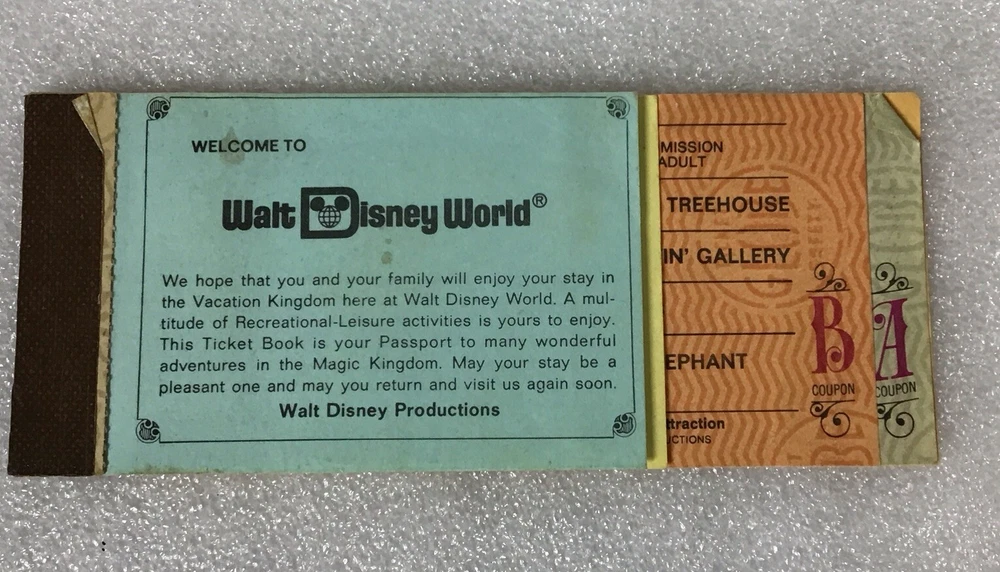 WELCOME TO
Walt Disney World®
We hope that you and your family will enjoy your stay in
the Vacation Kingdom here at Walt Disney World. A mul-
titude of Recreational-Leisure activities is yours to enjoy.
This Ticket Book is your Passport to many wonderful
adventures in the Magic Kingdom. May your stay be a
pleasant one and may you return and visit us again soon.
Walt Disney Productions
MISSION
ADULT
TREEHOUSE
IN' GALLERY
EPHANT
ttraction
UCTIONS
B
COUPON
A
COUPON